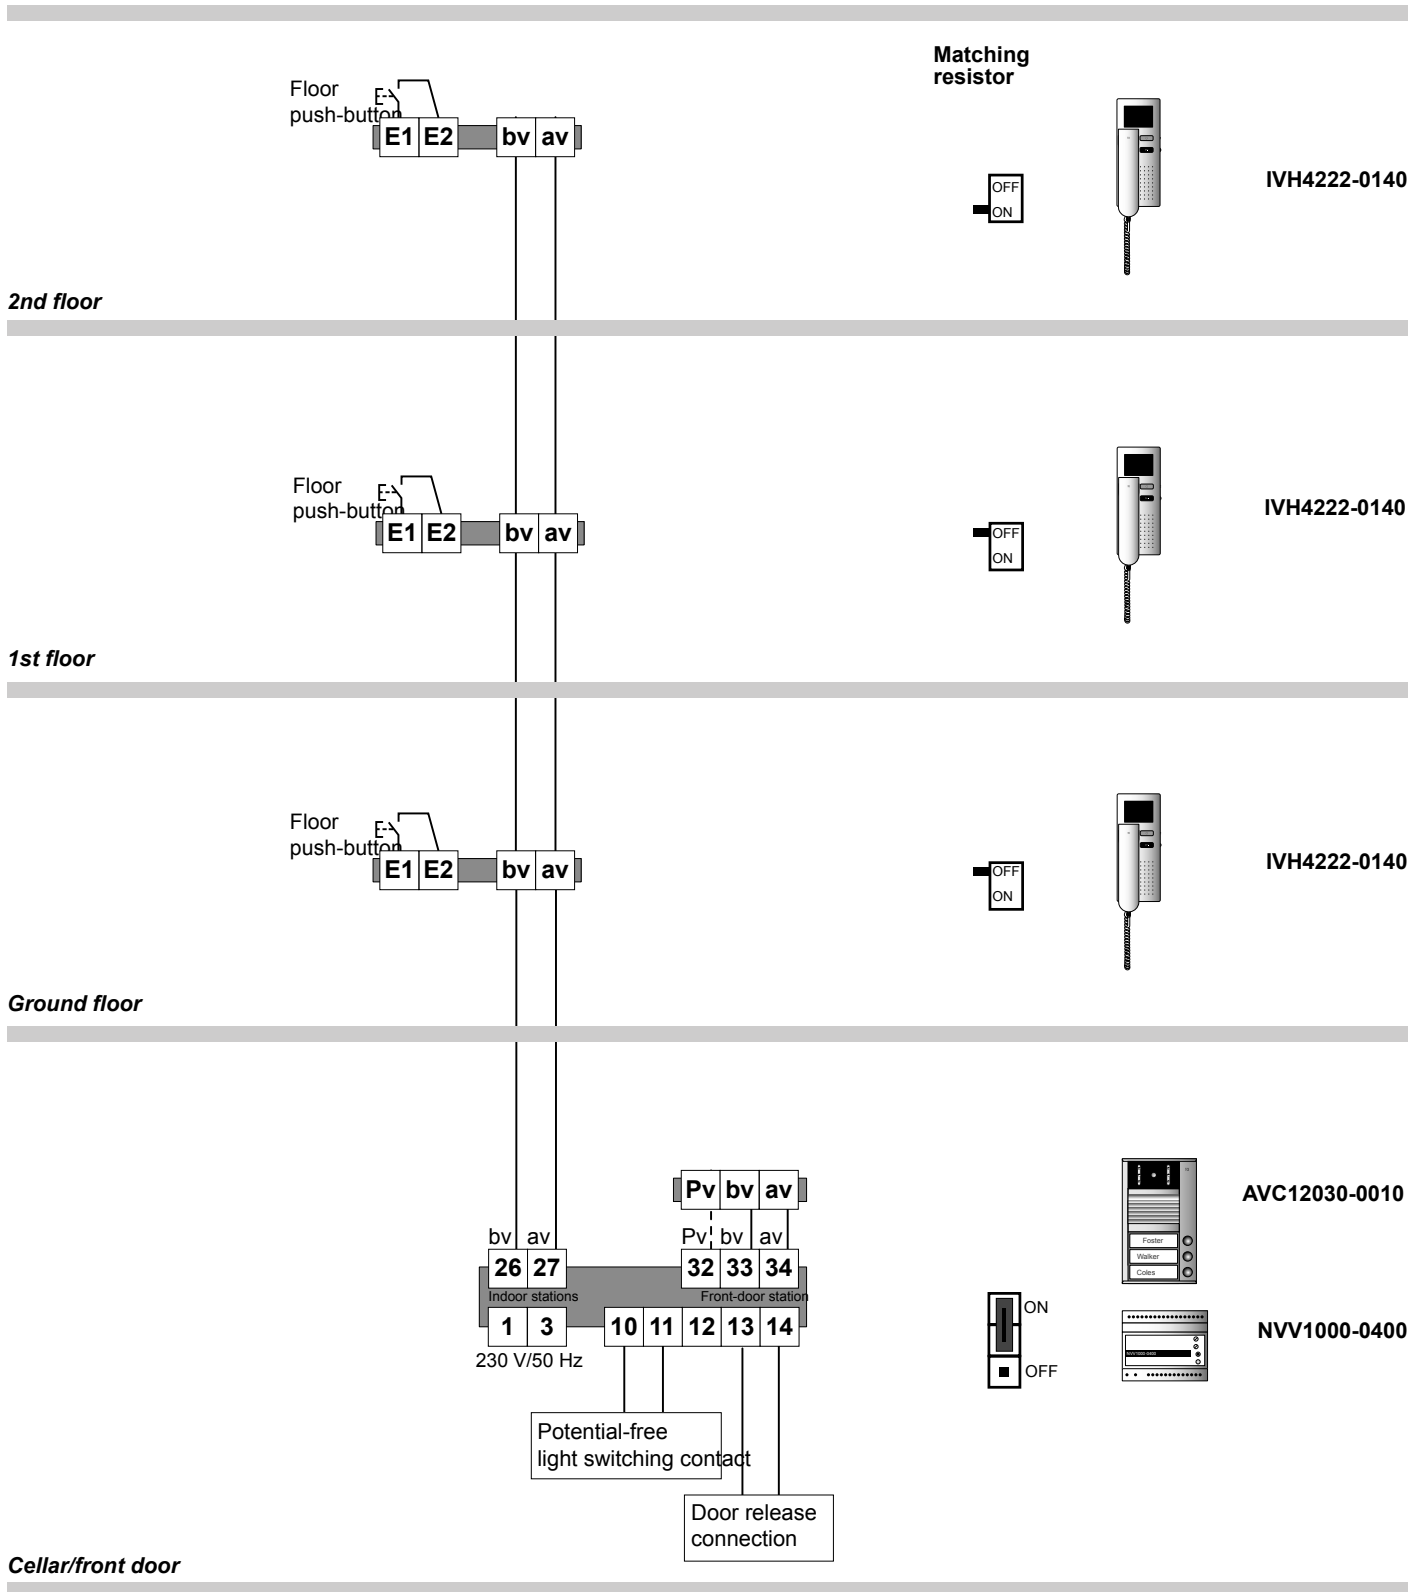 Matching
resistor
Floor
push-button
E1 E2 bv av
OFF
ON
IVH4222-0140
2nd floor
Floor
push-button
E1 E2 bv av
OFF
ON
IVH4222-0140
1st floor
Floor
push-button
E1 E2 bv av
OFF
ON
IVH4222-0140
Ground floor
Pv bv av
AVC12030-0010
Foster
Walker
Coles
bv av
Pv bv av
26 27
32 33 34
Indoor stations
Front-door station
1 3
10 11 12 13 14
230 V/50 Hz
ON
OFF
NVV1000-0400
NVV1000-0400
Potential-free
light switching contact
Door release
connection
Cellar/front door